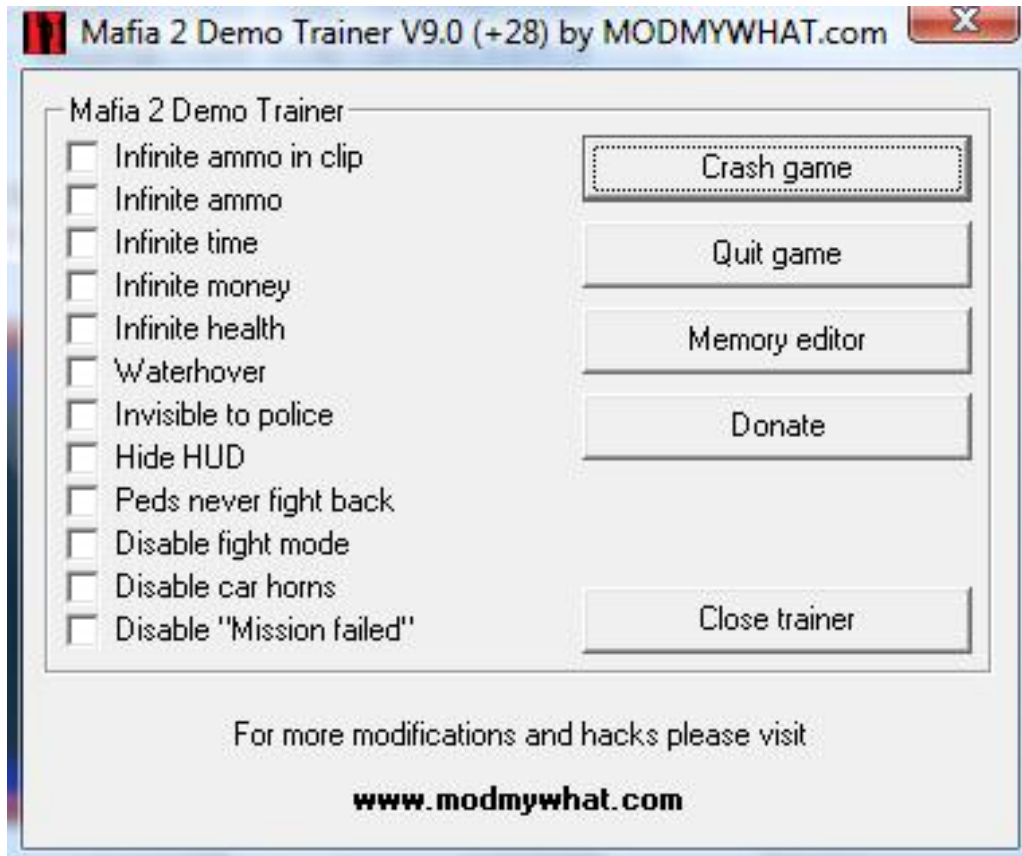 Mafia 2 Demo Trainer V9.0 (+28) by MODMYWHAT.com
Mafia 2 Demo Trainer
Infinite ammo in clip
Infinite ammo
Infinite time
Infinite money
Infinite health
Waterhover
Invisible to police
Hide HUD
Peds never fight back
Disable fight mode
Disable car horns
Disable "Mission failed"
Crash game
Quit game
Memory editor
Donate
Close trainer
For more modifications and hacks please visit
www.modmywhat.com